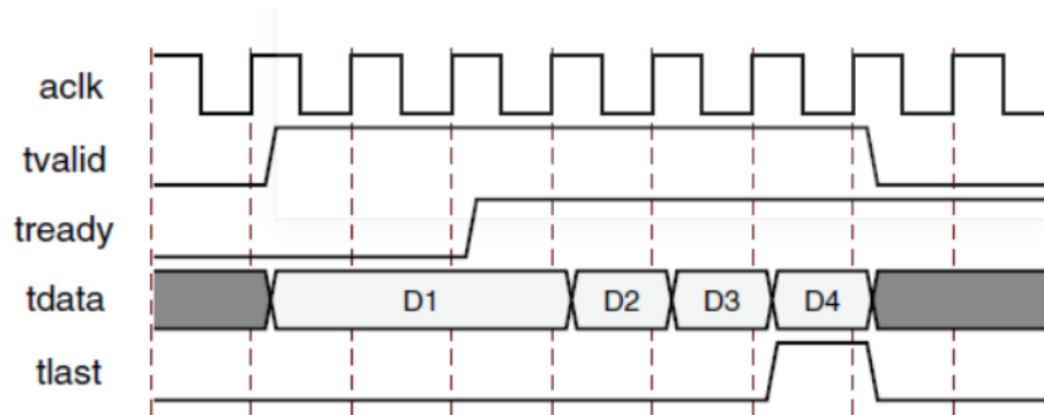 aclk
tvalid
tready
tdata D1 D2 D3 D4
tlast